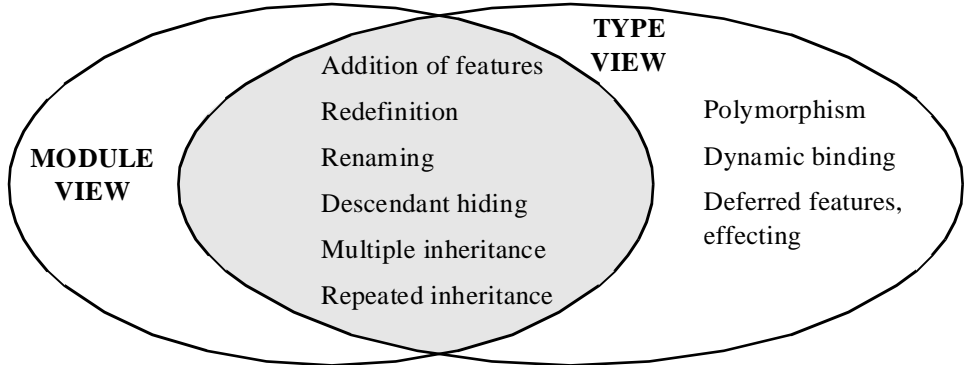 MODULE
VIEW
Addition of features
Redefinition
Renaming
Descendant hiding
Multiple inheritance
Repeated inheritance
TYPE
VIEW
Polymorphism
Dynamic binding
Deferred features,
effecting